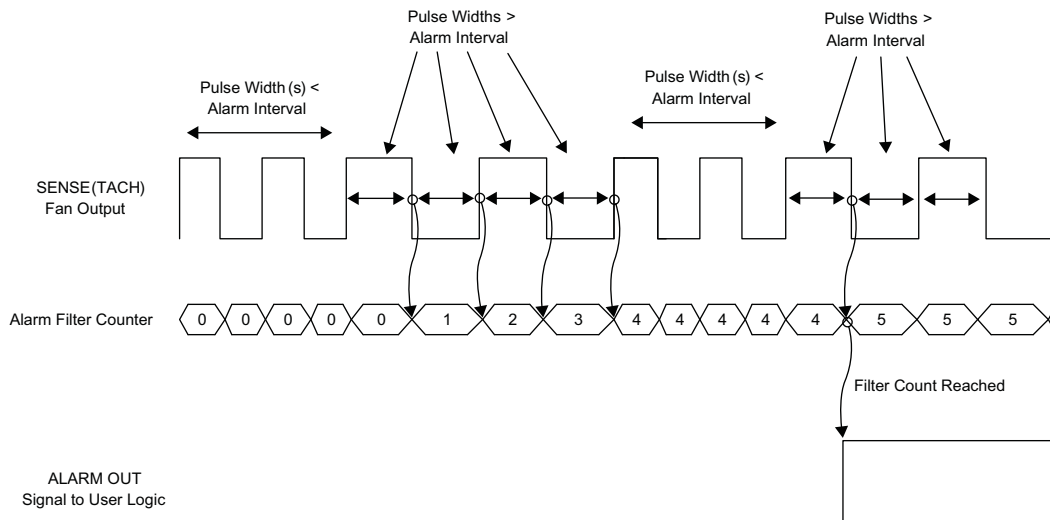 Pulse Widths >
Alarm Interval
Pulse Widths >
Alarm Interval
Pulse Width (s) <
Alarm Interval
Pulse Width(s) <
Alarm Interval
SENSE(TACH)
Fan Output
Alarm Filter Counter
0 0 0 0 0 1 2 3 4 4 4 4 4 5 5 5
Filter Count Reached
ALARM OUT
Signal to User Logic